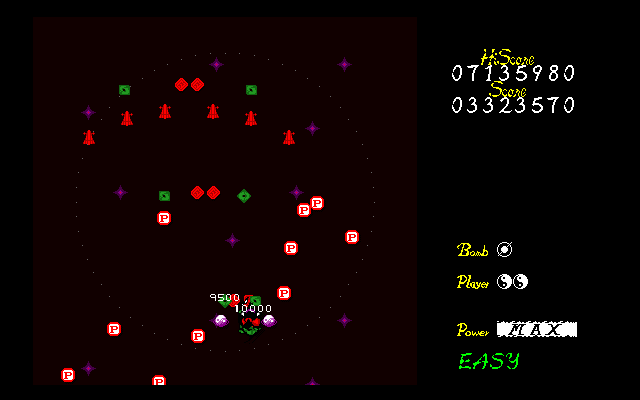 HiScore
07135980
Score
03323570
P
P
P
P
P
Bomb
Player
P
9500
10000
P
P
Power MAX
EASY
P
P